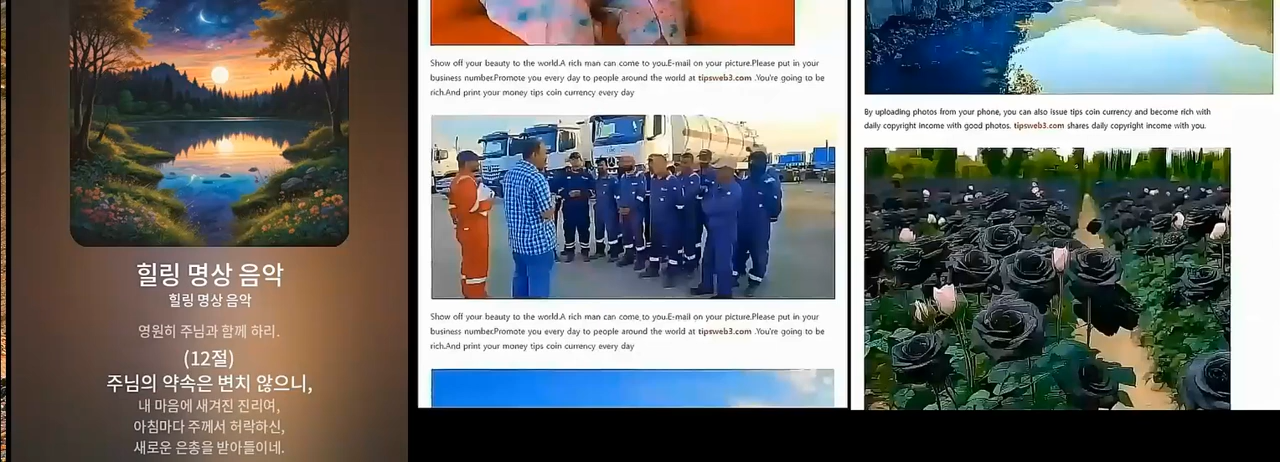 힐링 명상 음악
힐링 명상 음악
영원히 주님과 함께 하리.
(12절)
주님의 약속은 변치 않으니,
내 마음에 새겨진 진리여,
아침마다 주께서 허락하신,
새로운 은총을 받아들이네.
Show off your beauty to the world.A rich man can come to you.E-mail on your picture.Please put in your
business number.Promote you every day to people around the world at tipsweb3.com .You're going to be
rich.And print your money tips coin currency every day
Show off your beauty to the world.A rich man can come to you.E-mail on your picture.Please put in your
business number.Promote you every day to people around the world at tipsweb3.com .You're going to be
rich.And print your money tips coin currency every day
By uploading photos from your phone, you can also issue tips coin currency and become rich with
daily copyright income with good photos. tipsweb3.com shares daily copyright income with you.